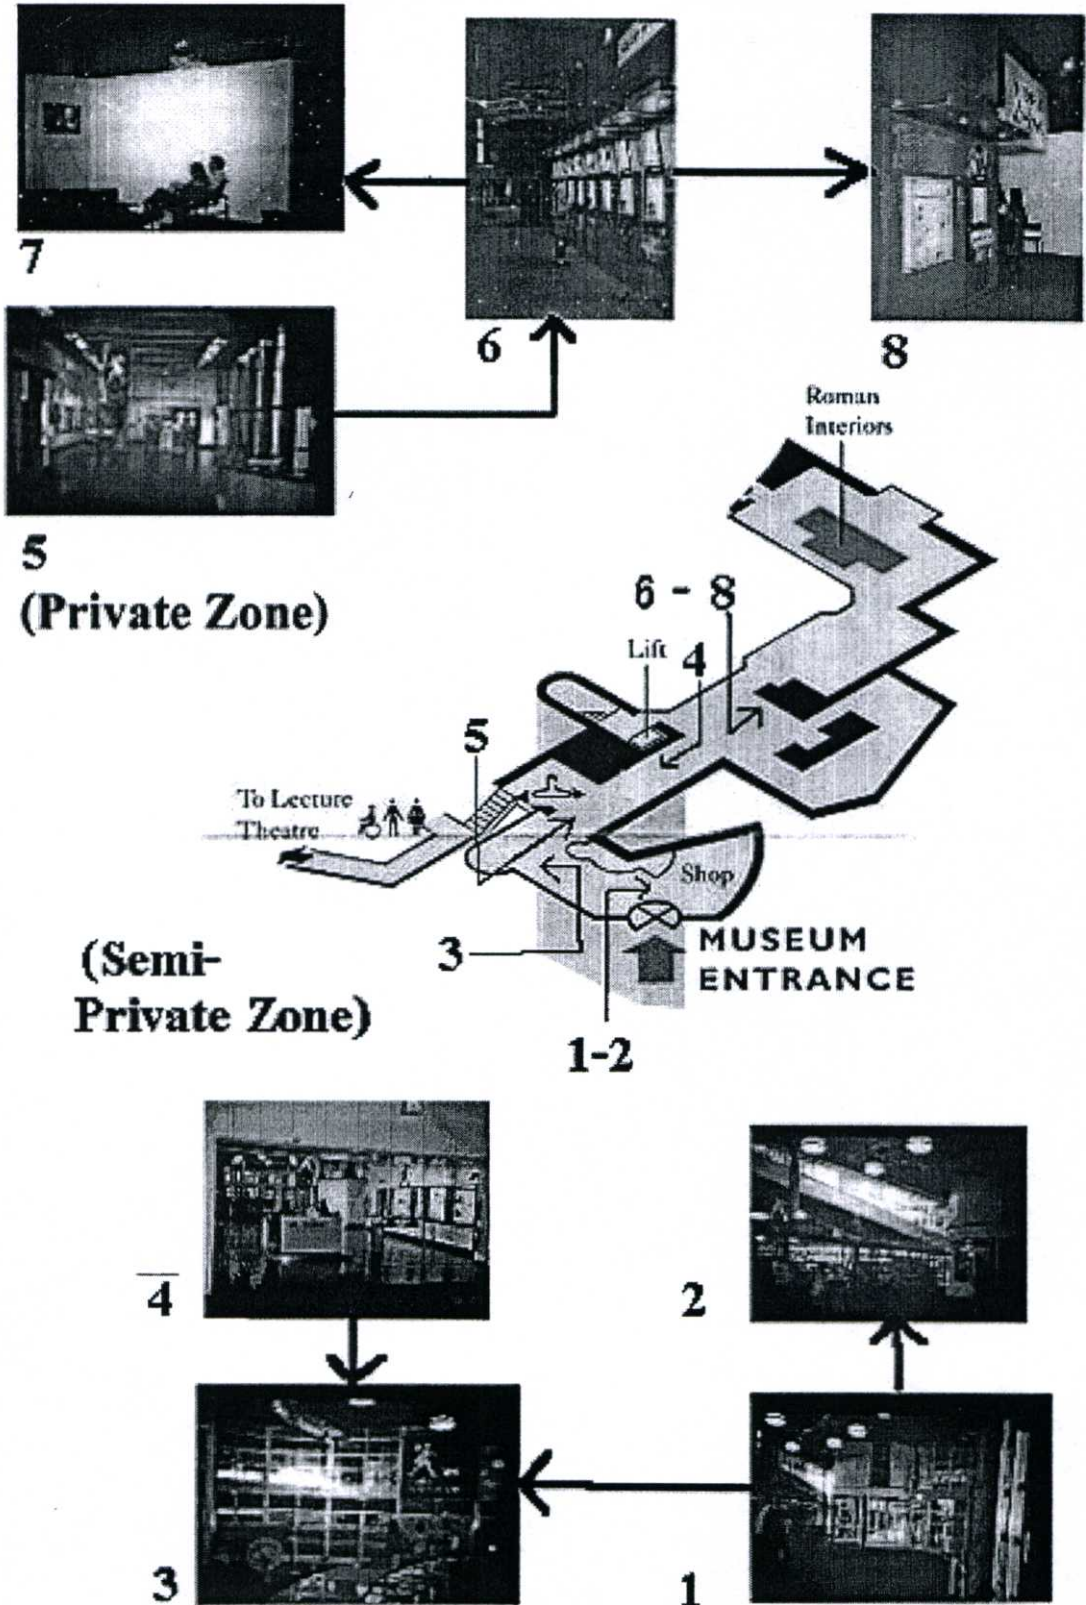 7
6
8
5
(Private Zone)
Roman
Interiors
6 - 8
Lift
4
5
To Lecture
Theatre
Shop
3
MUSEUM
ENTRANCE
(Semi-
Private Zone)
1-2
4
2
3
1